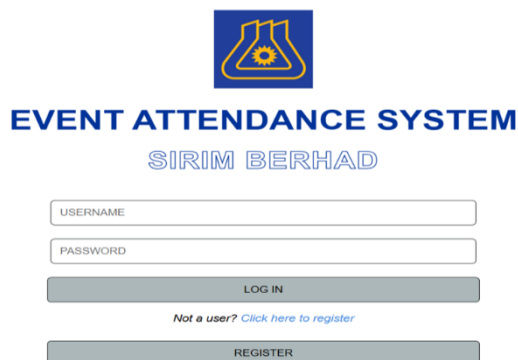 EVENT ATTENDANCE SYSTEM
SIRIM BERHAD
USERNAME
PASSWORD
LOG IN
Not a user? Click here to register
REGISTER